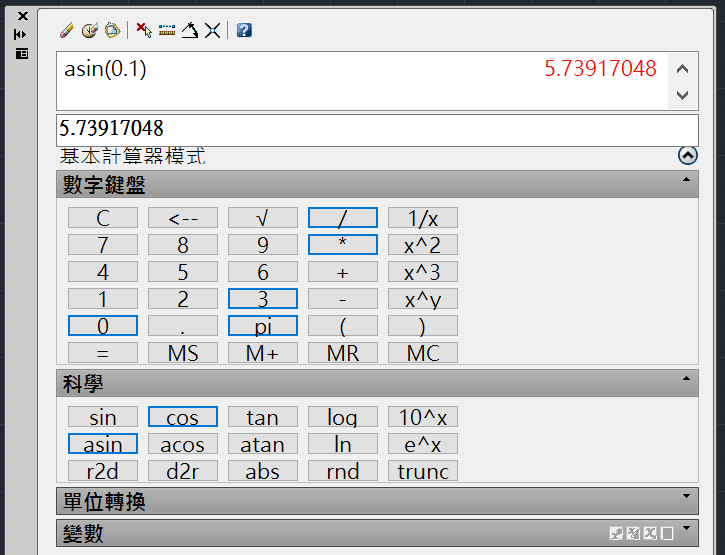 asin(0.1) 5.73917048
5.73917048
基本計算器模式
數字鍵盤
C <-- √ / 1/x
7 8 9 * x^2
4 5 6 + x^3
1 2 3 - x^y
0 . pi ( )
= MS M+ MR MC
科學
sin cos tan log 10^x
asin acos atan ln e^x
r2d d2r abs rnd trunc
單位轉換
變數